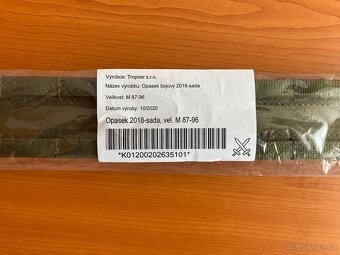 Výrobce: Tropner s.r.o.
Název výrobku: Opasek bojový 2018-sada
Velikost: M 87-96
Datum výroby: 10/2020
Opasek 2018-sada, vel. M 87-96
*K01200202635101*